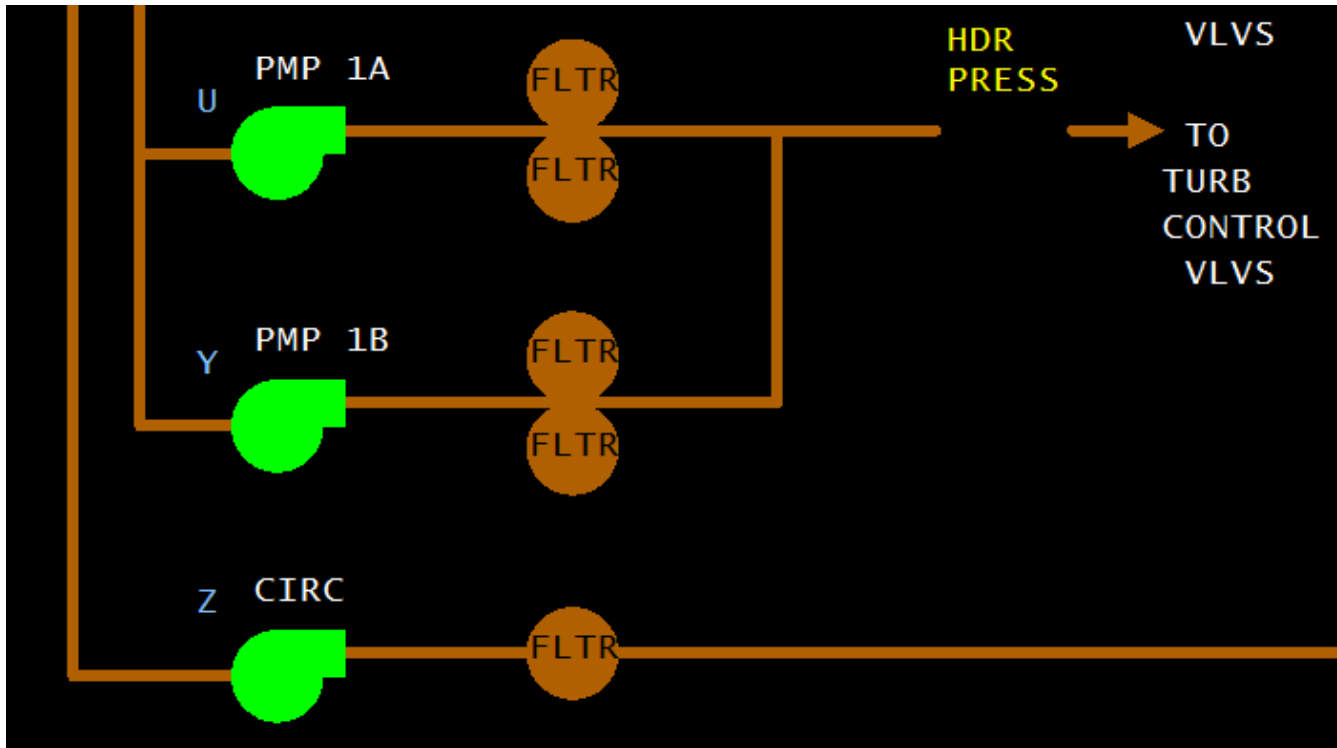 VLVS
HDR
PRESS
PMP 1A
U
FLTR
TO
FLTR
TURB
CONTROL
VLVS
PMP 1B
Y
FLTR
FLTR
CIRC
Z
FLTR